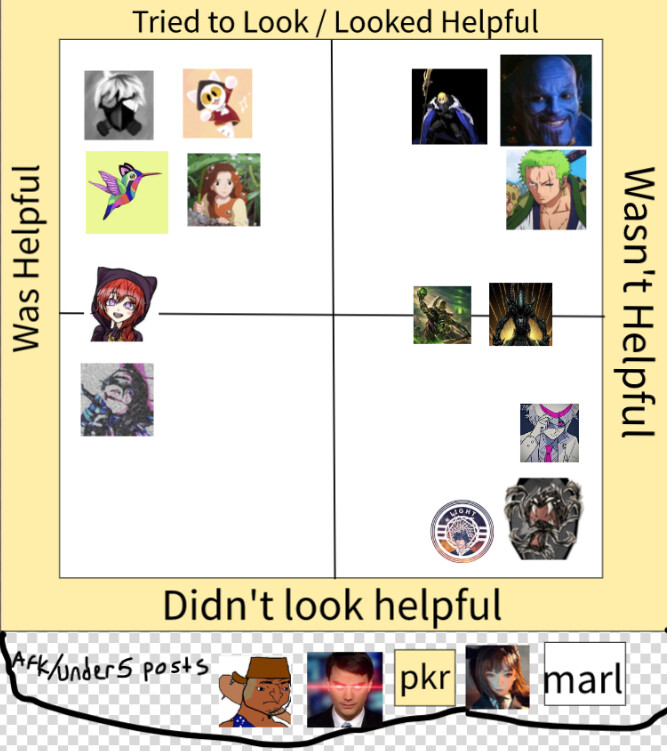 Tried to Look / Looked Helpful
Was Helpful
Wasn't Helpful
LIGHT
Didn't look helpful
AFK/under 5 posts
pkr
marl